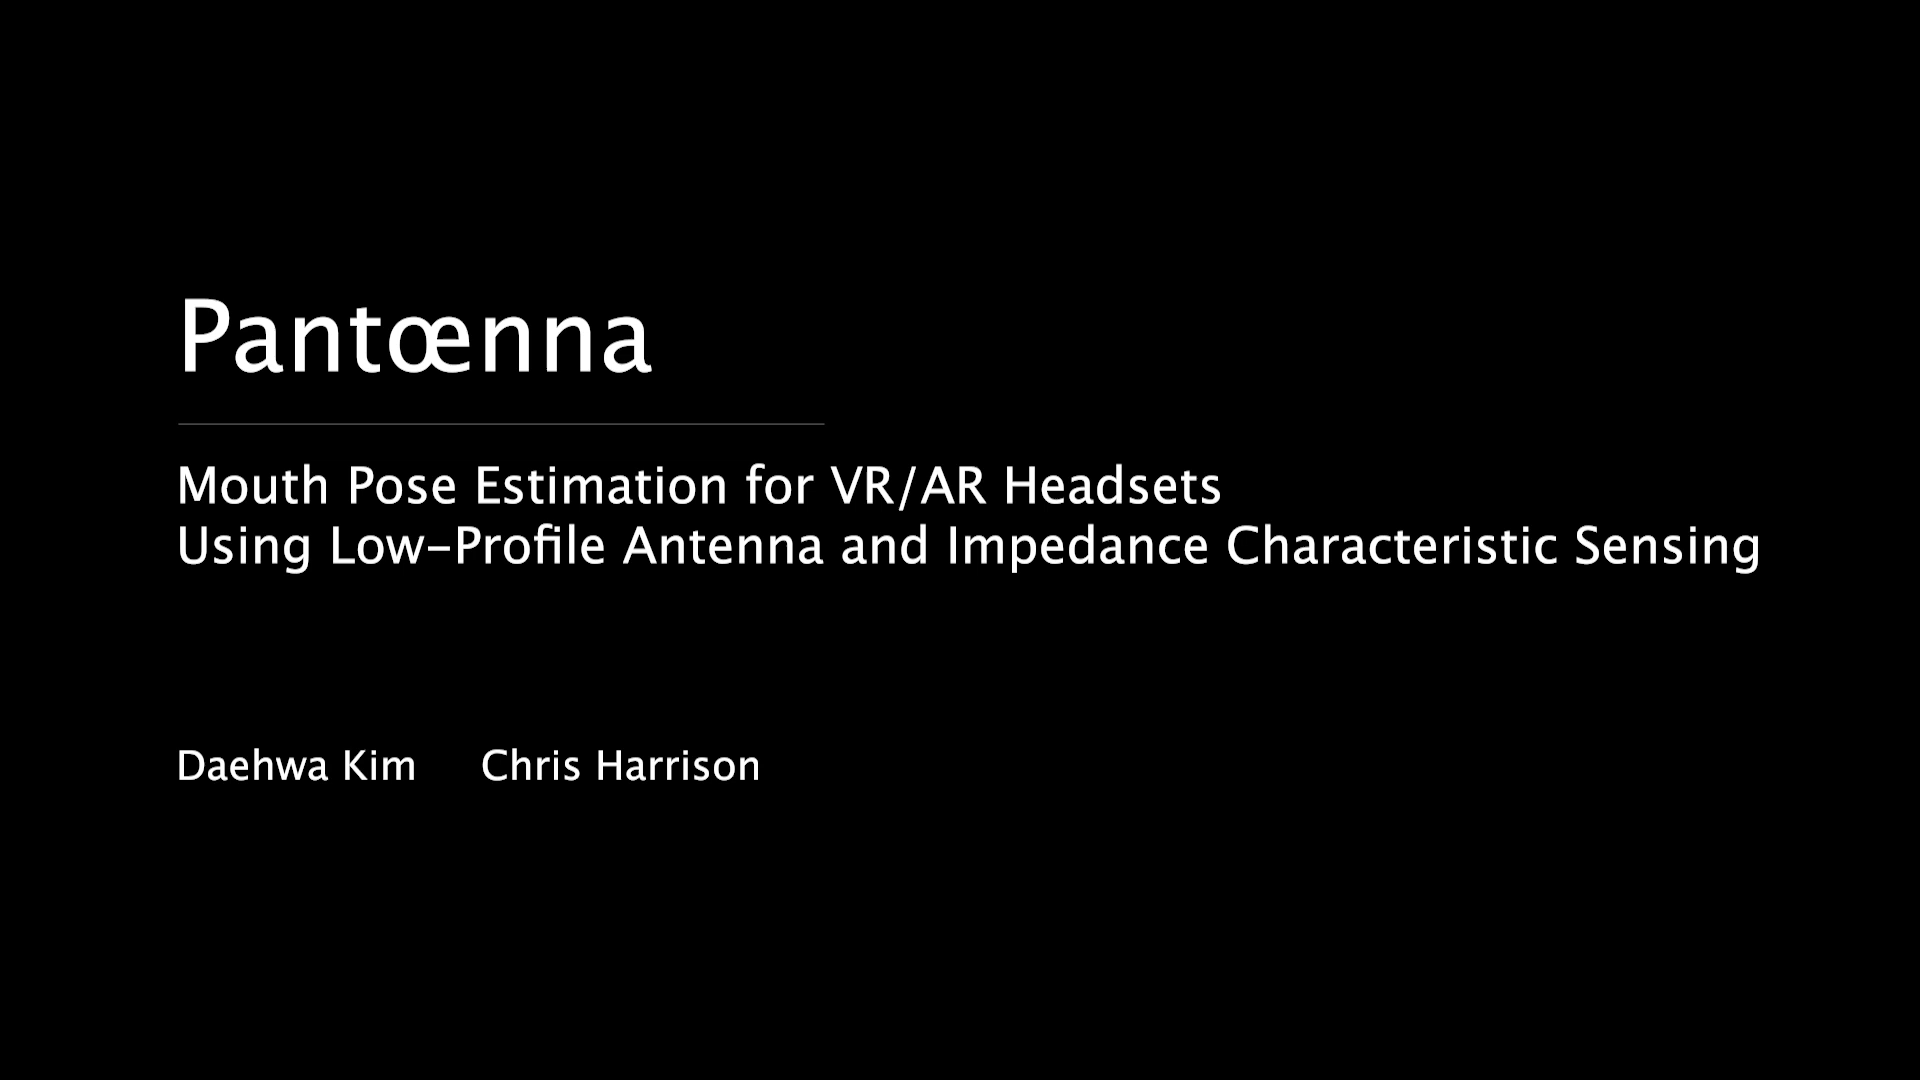 Pantœnna
Mouth Pose Estimation for VR/AR Headsets
Using Low-Profile Antenna and Impedance Characteristic Sensing
Daehwa Kim Chris Harrison